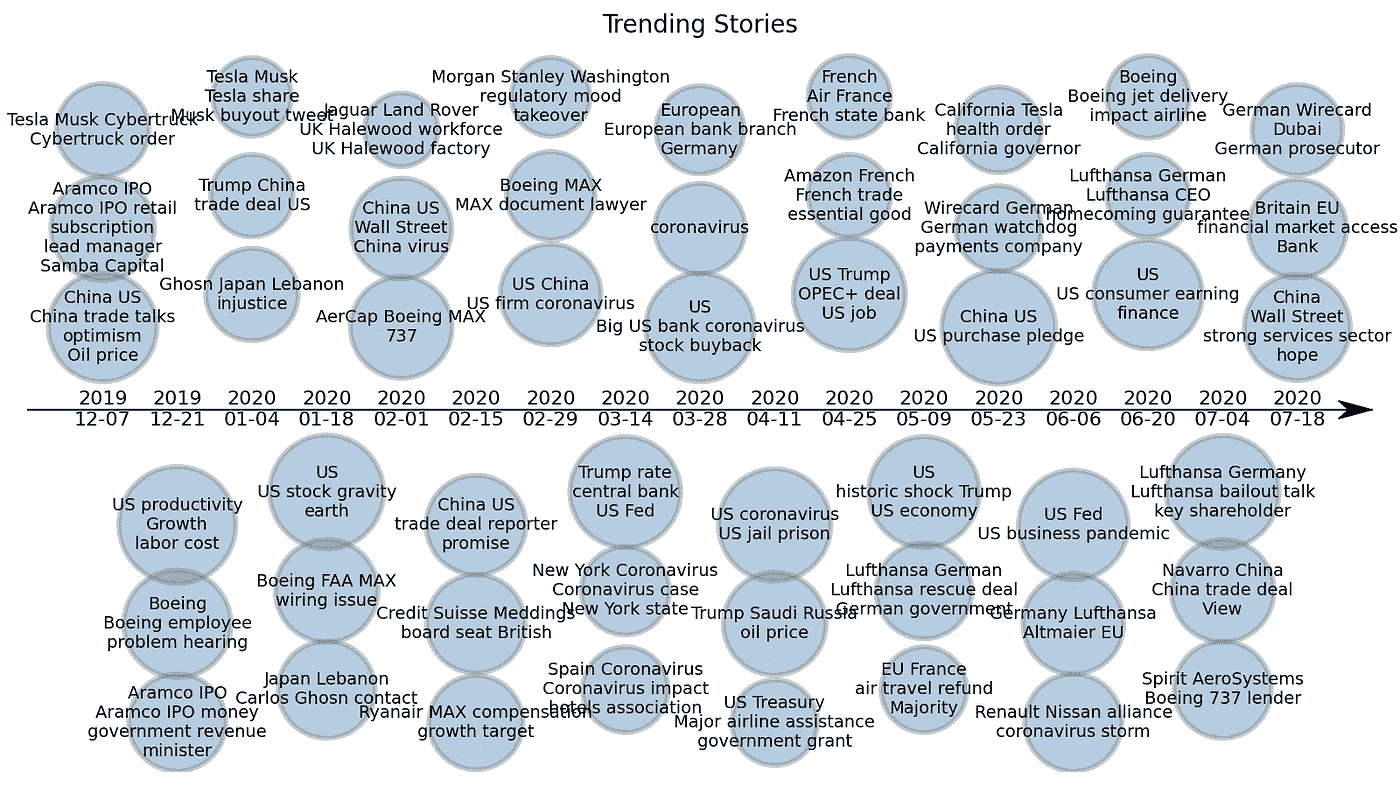 Trending Stories
Tesla Musk Cybertruck
Cybertruck order
Aramco IPO
Aramco IPO retail
subscription
lead manager
Samba Capital
China US
China trade talks
optimism
Oil price
Tesla Musk
Tesla share
Musk buyout tweet
Trump China
trade deal US
Ghosn Japan Lebanon
injustice
Jaguar Land Rover
UK Halewood workforce
UK Halewood factory
China US
Wall Street
China virus
AerCap Boeing MAX
737
Morgan Stanley Washington
regulatory mood
takeover
Boeing MAX
MAX document lawyer
US China
US firm coronavirus
European
European bank branch
Germany
coronavirus
US
Big US bank coronavirus
stock buyback
French
Air France
French state bank
Amazon French
French trade
essential good
US Trump
OPEC+ deal
US job
California Tesla
health order
California governor
Wirecard German
German watchdog
payments company
China US
US purchase pledge
Boeing
Boeing jet delivery
impact airline
Lufthansa German
Lufthansa CEO
homecoming guarantee
US
US consumer earning
finance
German Wirecard
Dubai
German prosecutor
Britain EU
financial market access
Bank
China
Wall Street
strong services sector
hope
2019 2019 2020 2020 2020 2020 2020 2020 2020 2020 2020 2020 2020 2020 2020 2020 2020
12-07 12-21 01-04 01-18 02-01 02-15 02-29 03-14 03-28 04-11 04-25 05-09 05-23 06-06 06-20 07-04 07-18
US productivity
Growth
labor cost
Boeing
Boeing employee
problem hearing
Aramco IPO
Aramco IPO money
government revenue
minister
US
US stock gravity
earth
Boeing FAA MAX
wiring issue
Japan Lebanon
Carlos Ghosn contact
China US
trade deal reporter
promise
Credit Suisse Meddings
board seat British
Ryanair MAX compensation
growth target
Trump rate
central bank
US Fed
New York Coronavirus
Coronavirus case
New York state
Spain Coronavirus
Coronavirus impact
hotels association
US coronavirus
US jail prison
Trump Saudi Russia
oil price
US Treasury
Major airline assistance
government grant
US
historic shock Trump
US economy
Lufthansa German
Lufthansa rescue deal
German government
EU France
air travel refund
Majority
US Fed
US business pandemic
Germany Lufthansa
Altmaier EU
Renault Nissan alliance
coronavirus storm
Lufthansa Germany
Lufthansa bailout talk
key shareholder
Navarro China
China trade deal
View
Spirit AeroSystems
Boeing 737 lender